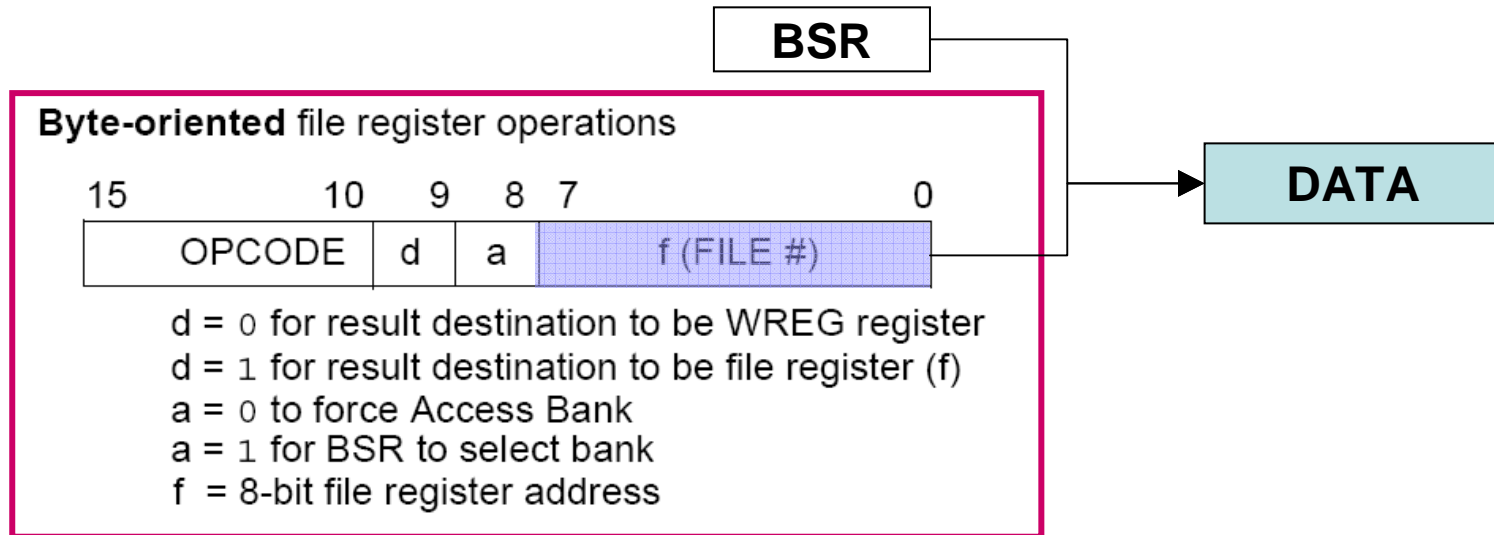 BSR
Byte-oriented file register operations
DATA
15 10 9 8 7 0
OPCODE d a f (FILE #)
d = 0 for result destination to be WREG register
d = 1 for result destination to be file register (f)
a = 0 to force Access Bank
a = 1 for BSR to select bank
f = 8-bit file register address